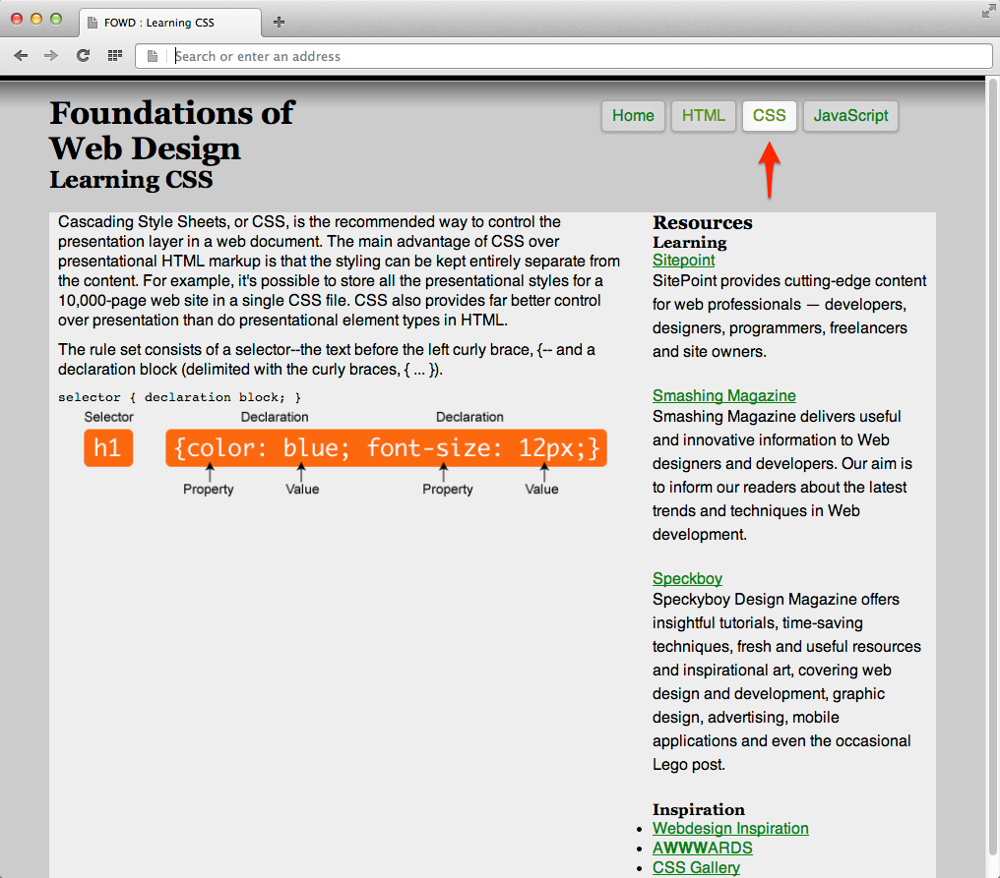 FOWD : Learning CSS
Search or enter an address
Foundations of
Web Design
Learning CSS
Home
HTML
CSS
JavaScript
Cascading Style Sheets, or CSS, is the recommended way to control the
presentation layer in a web document. The main advantage of CSS over
presentational HTML markup is that the styling can be kept entirely separate from
the content. For example, it's possible to store all the presentational styles for a
10,000-page web site in a single CSS file. CSS also provides far better control
over presentation than do presentational element types in HTML.
The rule set consists of a selector--the text before the left curly brace, {-- and a
declaration block (delimited with the curly braces, { ... }).
selector { declaration block; }
Selector Declaration Declaration
h1 {color: blue; font-size: 12px;}
Property Value Property Value
Resources
Learning
Sitepoint
SitePoint provides cutting-edge content
for web professionals — developers,
designers, programmers, freelancers
and site owners.
Smashing Magazine
Smashing Magazine delivers useful
and innovative information to Web
designers and developers. Our aim is
to inform our readers about the latest
trends and techniques in Web
development.
Speckboy
Speckyboy Design Magazine offers
insightful tutorials, time-saving
techniques, fresh and useful resources
and inspirational art, covering web
design and development, graphic
design, advertising, mobile
applications and even the occasional
Lego post.
Inspiration
• Webdesign Inspiration
• AWWWARDS
• CSS Gallery